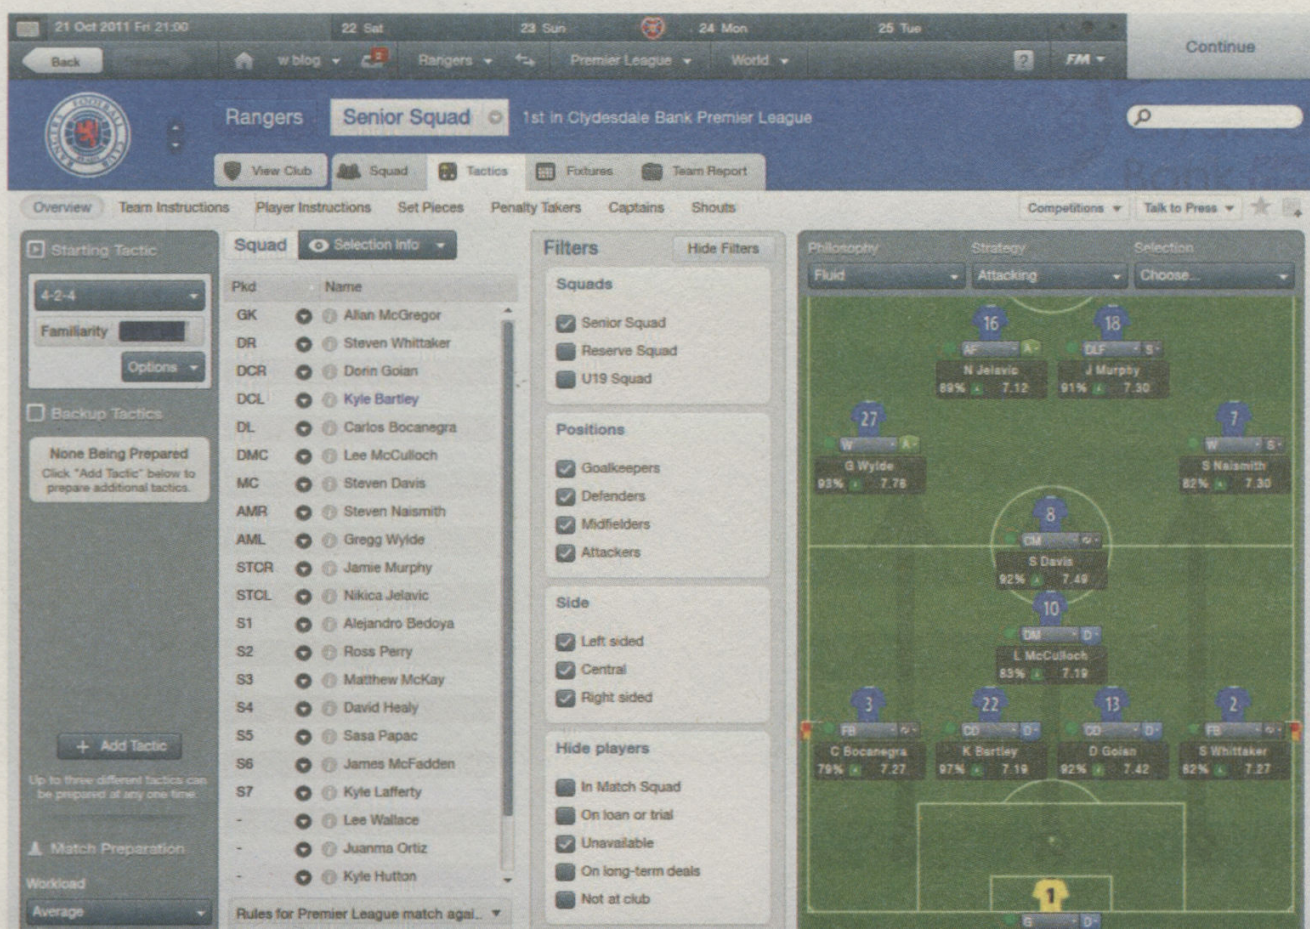 21 Oct 2011 Fri 21:00 22 Sat 23 Sun 24 Mon 25 Tue
Continue
Back w blog Rangers Premier League World ? FM
Rangers Senior Squad 1st in Clydesdale Bank Premier League
View Club Squad Tactics Fixtures Team Report
Overview Team Instructions Player Instructions Set Pieces Penalty Takers Captains Shouts Competitions Talk to Press
Starting Tactic
4-2-4
Familiarity
Options
Backup Tactics
None Being Prepared
Click "Add Tactic" below to
prepare additional tactics.
+ Add Tactic
Up to three different tactics can
be prepared at any one time
Match Preparation
Workload
Average
Squad Selection Info
Pkd Name
GK Allan McGregor
DR Steven Whittaker
DCR Dorin Goian
DCL Kyle Bartley
DL Carlos Bocanegra
DMC Lee McCulloch
MC Steven Davis
AMR Steven Naismith
AML Gregg Wylde
STCR Jamie Murphy
STCL Nikica Jelavic
S1 Alejandro Bedoya
S2 Ross Perry
S3 Matthew McKay
S4 David Healy
S5 Sasa Papac
S6 James McFadden
S7 Kyle Lafferty
- Lee Wallace
- Juanma Ortiz
- Kyle Hutton
Rules for Premier League match agai...
Filters Hide Filters
Squads
Senior Squad
Reserve Squad
U19 Squad
Positions
Goalkeepers
Defenders
Midfielders
Attackers
Side
Left sided
Central
Right sided
Hide players
In Match Squad
On loan or trial
Unavailable
On long-term deals
Not at club
Philosophy Strategy Selection
Fluid Attacking Choose...
16 18
AF A DLF S
N Jelavic J Murphy
89% 7.12 91% 7.30
27 7
W A W S
G Wylde S Naismith
93% 7.76 82% 7.30
8
CM
S Davis
92% 7.49
10
DM D
L McCulloch
83% 7.19
3 22 13 2
FB CD D CD D FB
C Bocanegra K Bartley D Goian S Whittaker
79% 7.27 97% 7.19 92% 7.42 82% 7.27
1
G D